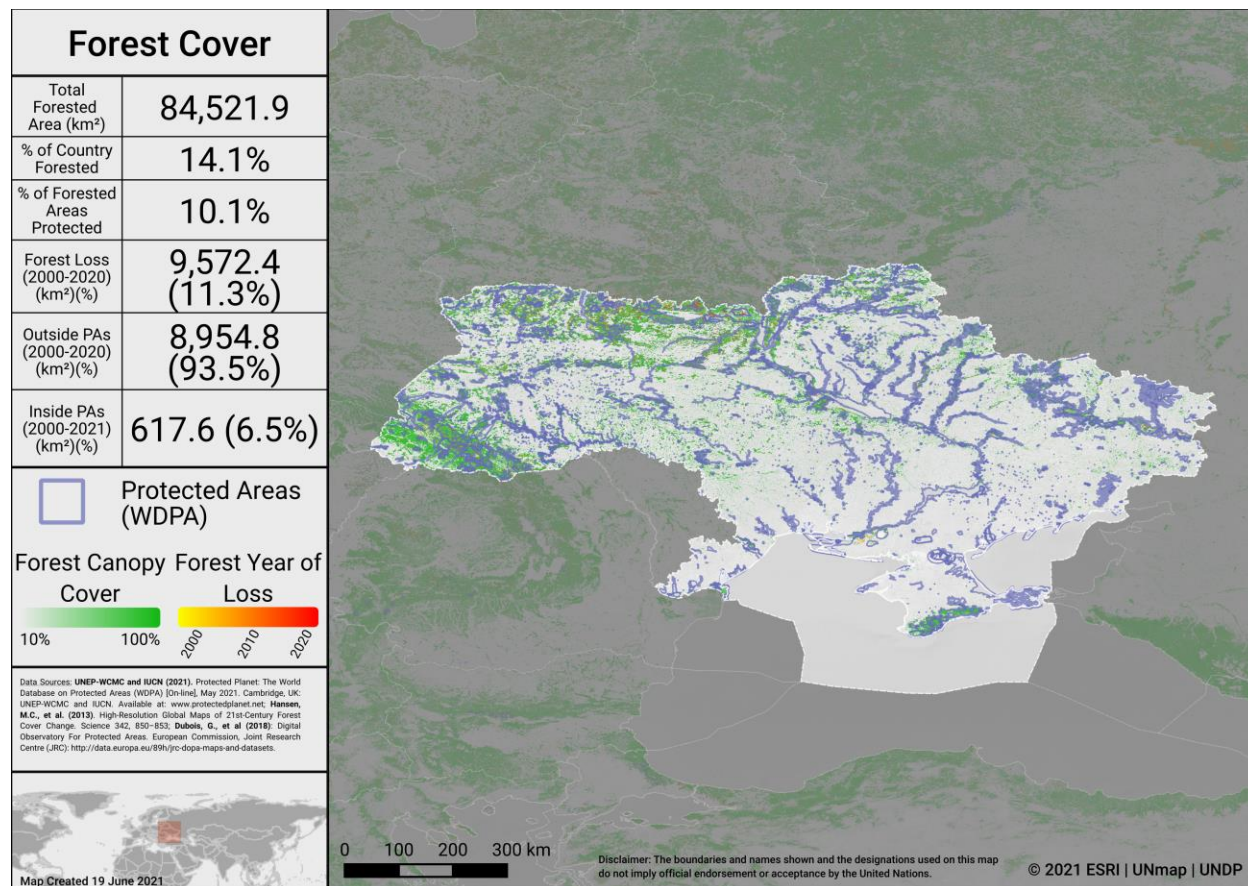 Forest Cover
Total
Forested
Area (km²)
84,521.9
% of Country
Forested
14.1%
% of Forested
Areas
Protected
10.1%
Forest Loss
(2000-2020)
(km²)(%)
9,572.4
(11.3%)
Outside PAs
(2000-2020)
(km²)(%)
8,954.8
(93.5%)
Inside PAs
(2000-2021)
(km²)(%)
617.6 (6.5%)
Protected Areas
(WDPA)
Forest Canopy
Cover
10%
100%
Forest Year of
Loss
2000
2010
2020
Data Sources: UNEP-WCMC and IUCN (2021). Protected Planet: The World
Database on Protected Areas (WDPA) [On-line], May 2021. Cambridge, UK:
UNEP-WCMC and IUCN. Available at: www.protectedplanet.net; Hansen,
M.C., et al. (2013). High-Resolution Global Maps of 21st-Century Forest
Cover Change. Science 342, 850–853; Dubois, G., et al (2018): Digital
Observatory For Protected Areas. European Commission, Joint Research
Centre (JRC): http://data.europa.eu/89h/jrc-dopa-maps-and-datasets.
Map Created 19 June 2021
0 100 200 300 km
Disclaimer: The boundaries and names shown and the designations used on this map
do not imply official endorsement or acceptance by the United Nations.
© 2021 ESRI | UNmap | UNDP